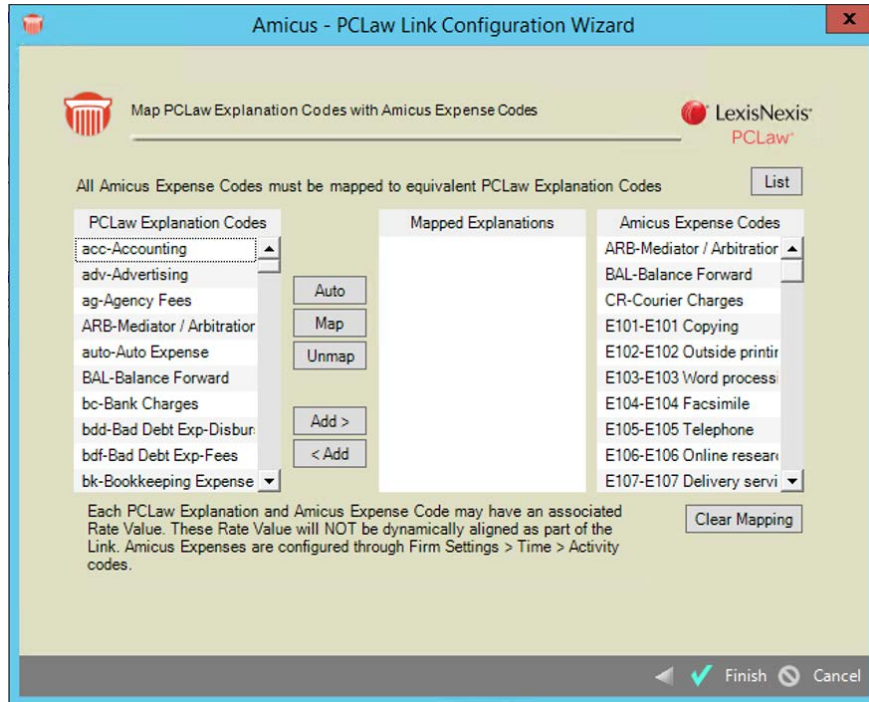 Amicus - PCLaw Link Configuration Wizard
x
Map PCLaw Explanation Codes with Amicus Expense Codes
LexisNexis
PCLaw
All Amicus Expense Codes must be mapped to equivalent PCLaw Explanation Codes
List
PCLaw Explanation Codes
acc-Accounting
adv-Advertising
ag-Agency Fees
ARB-Mediator / Arbitration
auto-Auto Expense
BAL-Balance Forward
bc-Bank Charges
bdd-Bad Debt Exp-Disbur
bdf-Bad Debt Exp-Fees
bk-Bookkeeping Expense
Auto
Map
Unmap
Add >
< Add
Mapped Explanations
Amicus Expense Codes
ARB-Mediator / Arbitration
BAL-Balance Forward
CR-Courier Charges
E101-E101 Copying
E102-E102 Outside printin
E103-E103 Word processi
E104-E104 Facsimile
E105-E105 Telephone
E106-E106 Online researc
E107-E107 Delivery servi
Each PCLaw Explanation and Amicus Expense Code may have an associated
Rate Value. These Rate Value will NOT be dynamically aligned as part of the
Link. Amicus Expenses are configured through Firm Settings > Time > Activity
codes.
Clear Mapping
Finish
Cancel